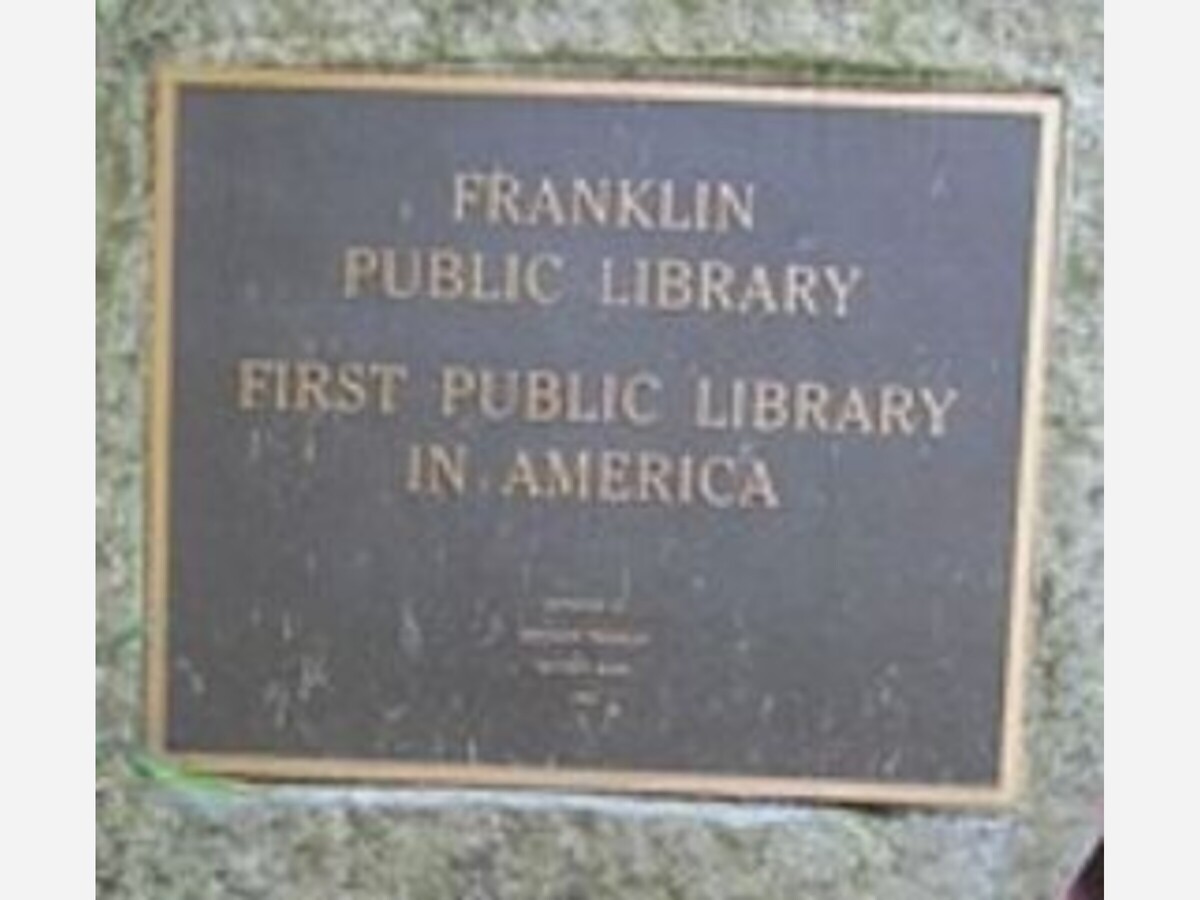 FRANKLIN
PUBLIC LIBRARY
FIRST PUBLIC LIBRARY
IN AMERICA